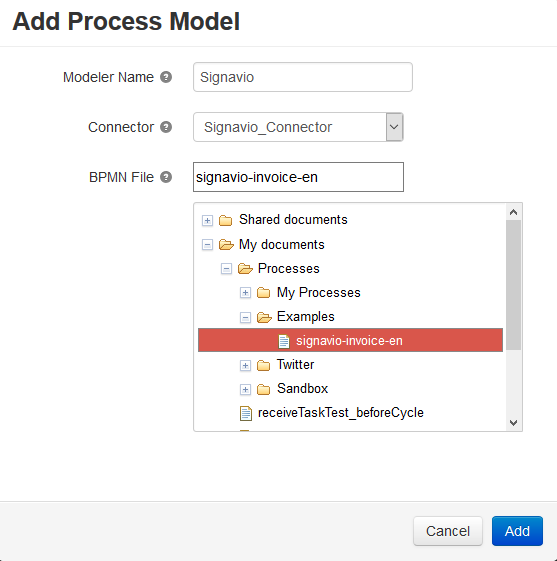 Add Process Model
Modeler Name ?
Signavio
Connector ?
Signavio_Connector
BPMN File ?
signavio-invoice-en
Shared documents
My documents
Processes
My Processes
Examples
signavio-invoice-en
Twitter
Sandbox
receiveTaskTest_beforeCycle
Cancel
Add